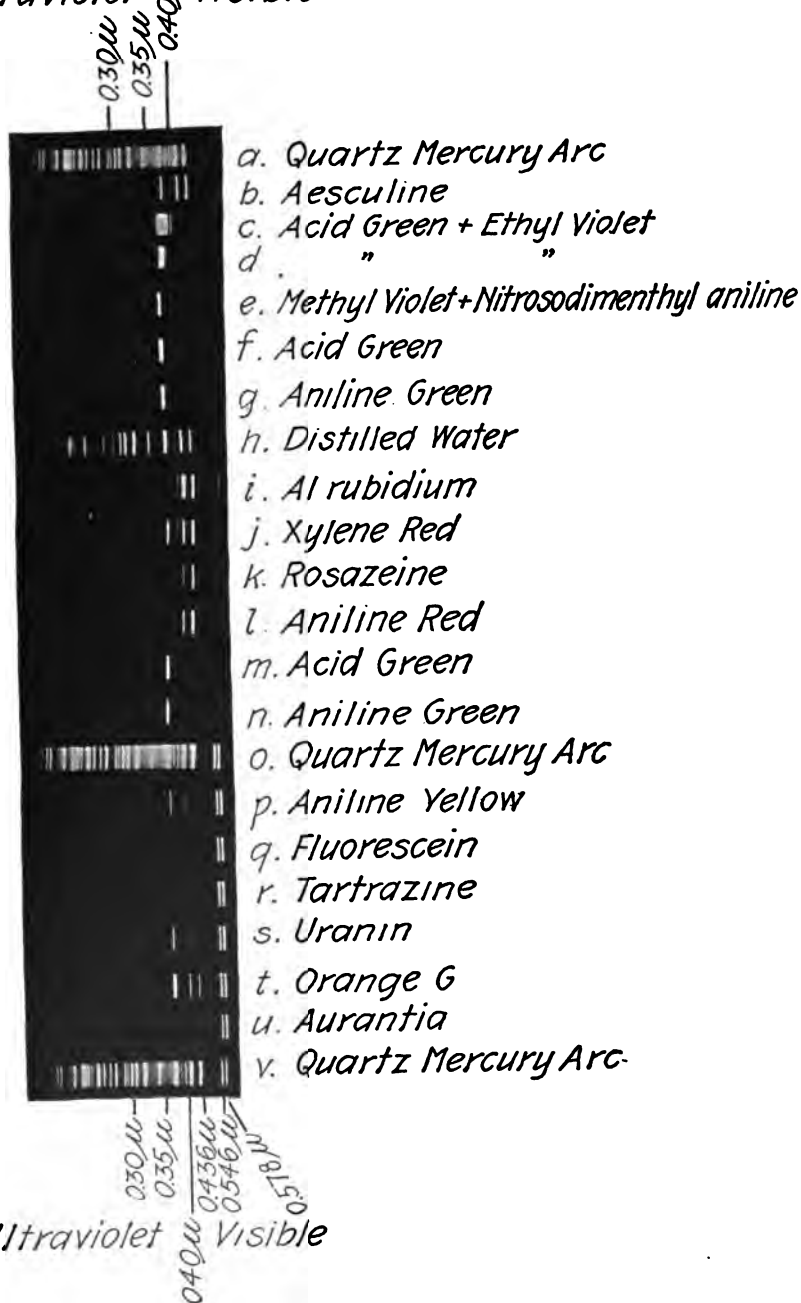 0.30μ 0.35μ
a. Quartz Mercury Arc
b. Aesculine
c. Acid Green + Ethyl Violet
d. " "
e. Methyl Violet+Nitrosodimenthyl aniline
f. Acid Green
g. Aniline Green
h. Distilled Water
i. Al rubidium
j. Xylene Red
k. Rosazeine
l. Aniline Red
m. Acid Green
n. Aniline Green
o. Quartz Mercury Arc
p. Aniline Yellow
q. Fluorescein
r. Tartrazine
s. Uranin
t. Orange G
u. Aurantia
v. Quartz Mercury Arc.
0.30μ 0.35μ 0.40μ 0.436μ 0.546μ 0.578μ
Visible